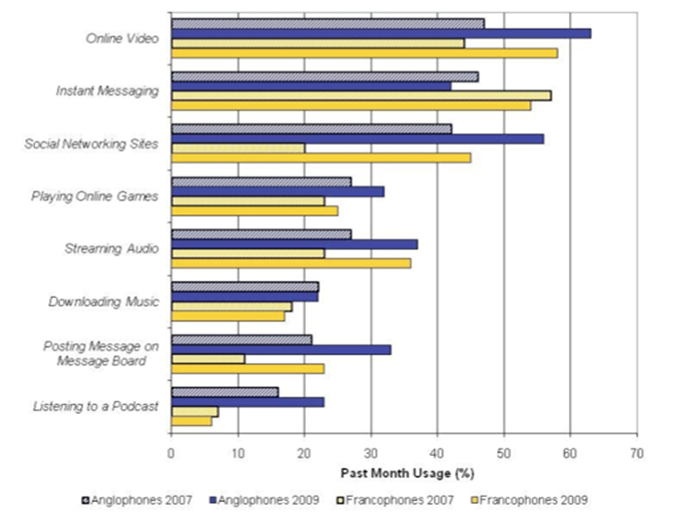 Online Video
Instant Messaging
Social Networking Sites
Playing Online Games
Streaming Audio
Downloading Music
Posting Message on
Message Board
Listening to a Podcast
0 10 20 30 40 50 60 70
Past Month Usage (%)
Anglophones 2007 Anglophones 2009 Francophones 2007 Francophones 2009